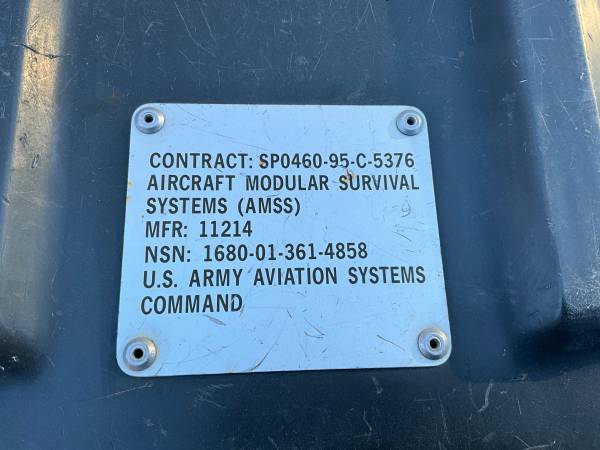 CONTRACT: SP0460-95-C-5376
AIRCRAFT MODULAR SURVIVAL
SYSTEMS (AMSS)
MFR: 11214
NSN: 1680-01-361-4858
U.S. ARMY AVIATION SYSTEMS
COMMAND